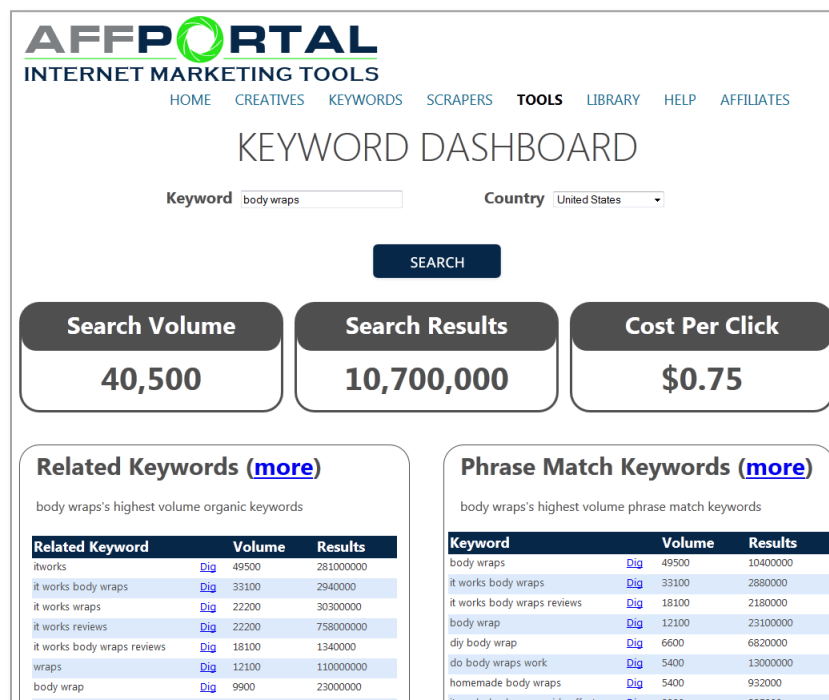 AFFPORTAL
INTERNET MARKETING TOOLS
HOME CREATIVES KEYWORDS SCRAPERS TOOLS LIBRARY HELP AFFILIATES
KEYWORD DASHBOARD
Keyword body wraps Country United States
SEARCH
Search Volume Search Results Cost Per Click
40,500 10,700,000 $0.75
Related Keywords (more)
body wraps's highest volume organic keywords
Related Keyword Volume Results
itworks Dig 49500 281000000
it works body wraps Dig 33100 2940000
it works wraps Dig 22200 30300000
it works reviews Dig 22200 758000000
it works body wraps reviews Dig 18100 1340000
wraps Dig 12100 110000000
body wrap Dig 9900 23000000
Phrase Match Keywords (more)
body wraps's highest volume phrase match keywords
Keyword Volume Results
body wraps Dig 49500 10400000
it works body wraps Dig 33100 2880000
it works body wraps reviews Dig 18100 2180000
body wrap Dig 12100 23100000
diy body wrap Dig 6600 6820000
do body wraps work Dig 5400 13000000
homemade body wraps Dig 5400 932000